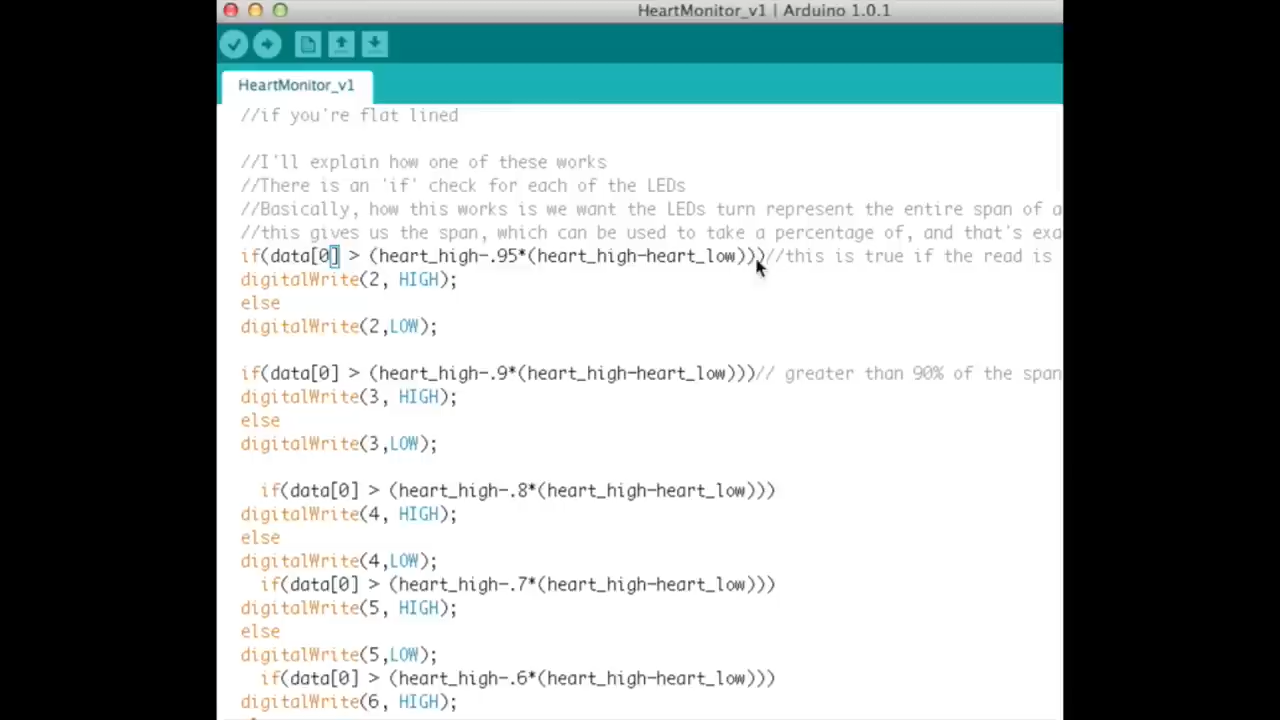 HeartMonitor_v1 | Arduino 1.0.1
HeartMonitor_v1
//if you're flat lined
//I'll explain how one of these works
//There is an 'if' check for each of the LEDs
//Basically, how this works is we want the LEDs turn represent the entire span of a
//this gives us the span, which can be used to take a percentage of, and that's exa
if(data[0] > (heart_high-.95*(heart_high-heart_low)))//this is true if the read is
digitalWrite(2, HIGH);
else
digitalWrite(2,LOW);
if(data[0] > (heart_high-.9*(heart_high-heart_low)))// greater than 90% of the span
digitalWrite(3, HIGH);
else
digitalWrite(3,LOW);
if(data[0] > (heart_high-.8*(heart_high-heart_low)))
digitalWrite(4, HIGH);
else
digitalWrite(4,LOW);
if(data[0] > (heart_high-.7*(heart_high-heart_low)))
digitalWrite(5, HIGH);
else
digitalWrite(5,LOW);
if(data[0] > (heart_high-.6*(heart_high-heart_low)))
digitalWrite(6, HIGH);